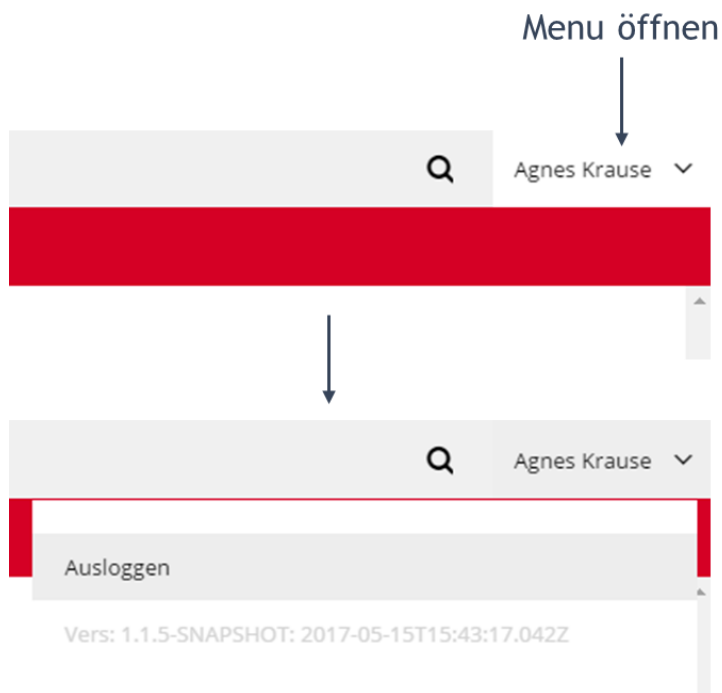 Menu öffnen
Agnes Krause
Agnes Krause
Ausloggen
Vers: 1.1.5-SNAPSHOT: 2017-05-15T15:43:17.042Z